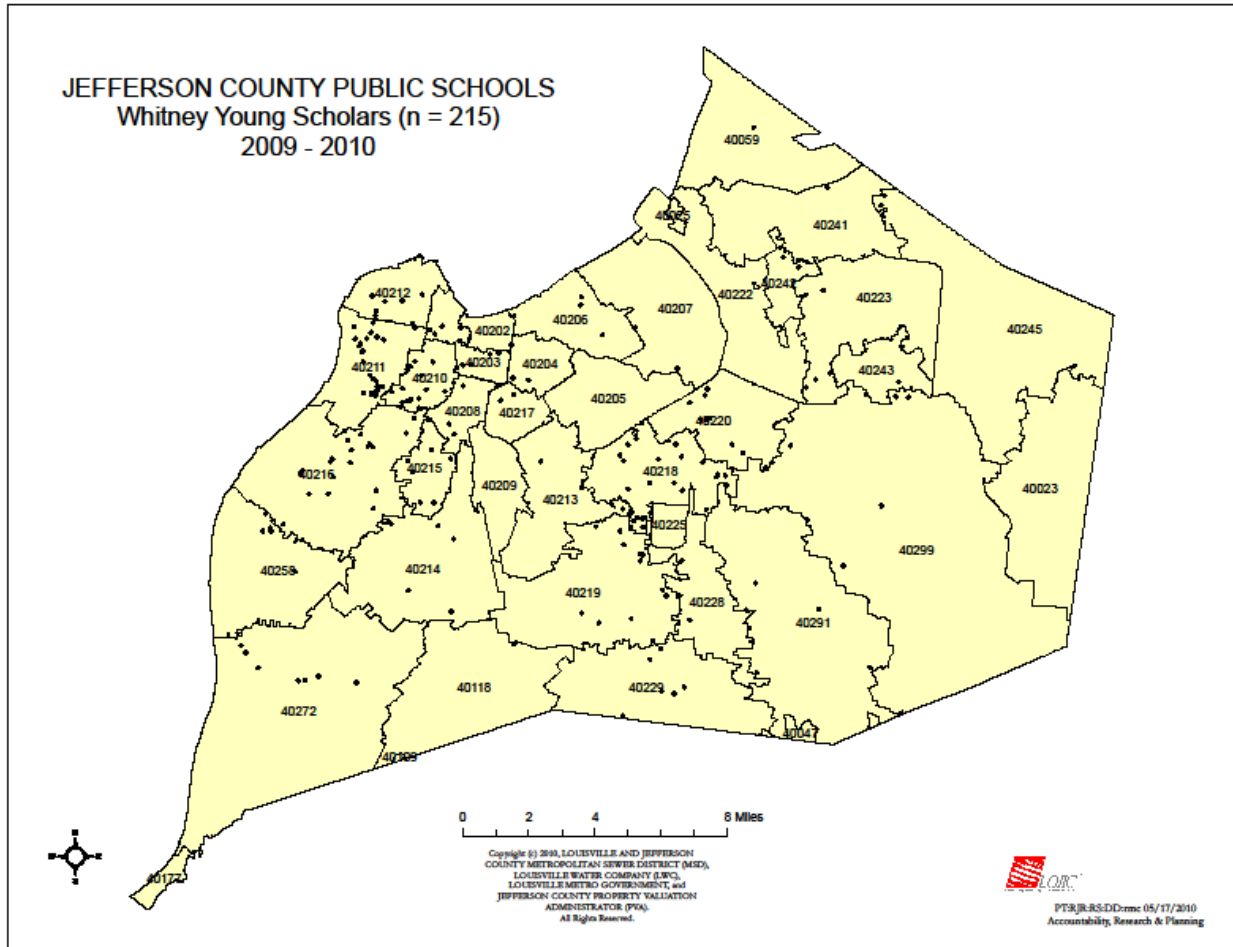 JEFFERSON COUNTY PUBLIC SCHOOLS
Whitney Young Scholars (n = 215)
2009 - 2010
40059
40025
40241
40212
40242
40222
40223
40207
40206
40202
40245
40203
40204
40211
40210
40243
40205
40208
40217
40220
40216
40215
40218
40209
40213
40023
40225
40299
40258
40214
40219
40228
40291
40118
40229
40272
40047
40109
40177
0 2 4 8 Miles
Copyright (c) 2010, LOUISVILLE AND JEFFERSON
COUNTY METROPOLITAN SEWER DISTRICT (MSD),
LOUISVILLE WATER COMPANY (LWC),
LOUISVILLE METRO GOVERNMENT, and
JEFFERSON COUNTY PROPERTY VALUATION
ADMINISTRATOR (PVA).
All Rights Reserved.
LOJIC
PT:RJR:RS:DD:rmc 05/17/2010
Accountability, Research & Planning